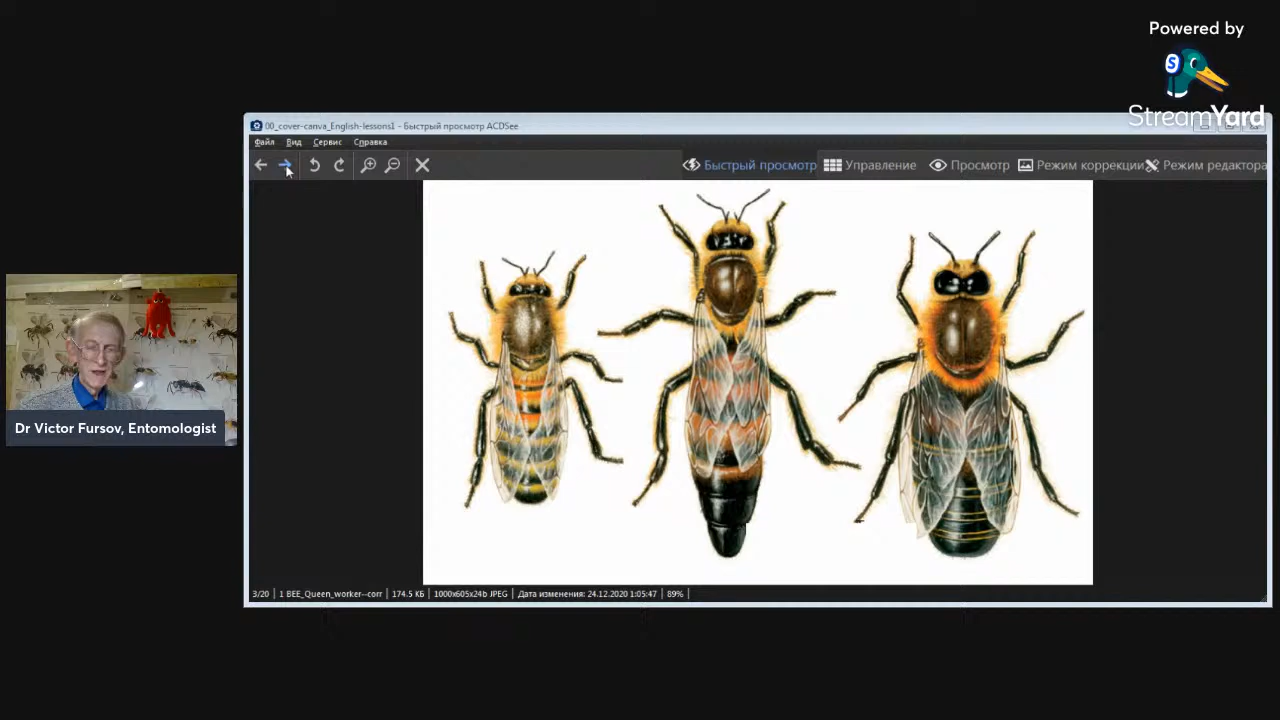 Powered by
StreamYard
00_cover-canva_English-lessons1 - Быстрый просмотр ACDSee
Файл Вид Сервис Справка
Быстрый просмотр Управление Просмотр Режим коррекции Режим редактора
Dr Victor Fursov, Entomologist
3/20 1 BEE_Queen_worker--corr 174.5 КБ 1000x605x24b JPEG Дата изменения: 24.12.2020 1:05:47 89%